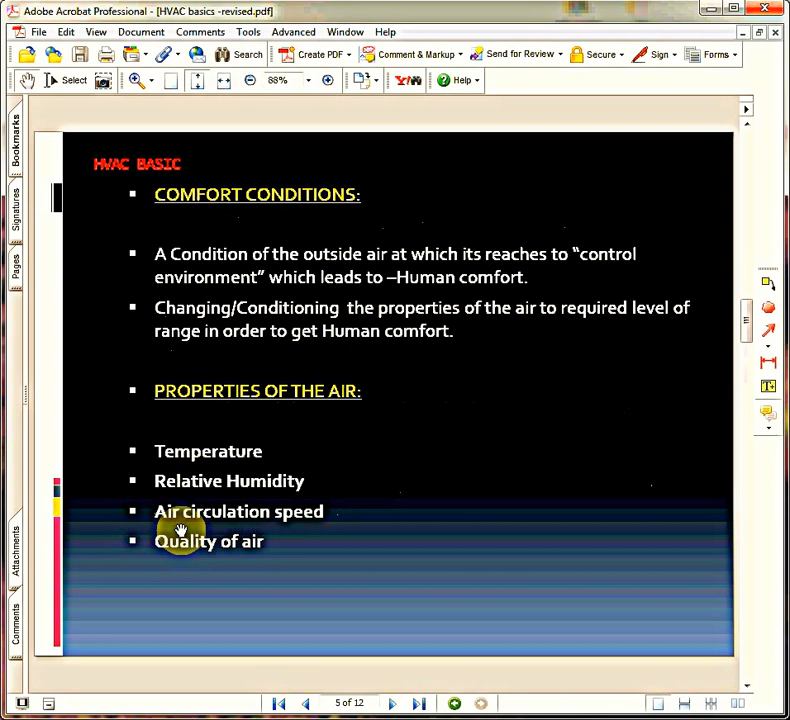 Adobe Acrobat Professional - [HVAC basics -revised.pdf]
File Edit View Document Comments Tools Advanced Window Help
Search Create PDF Comment & Markup Send for Review Secure Sign Forms
Select 88% Y! Help
Bookmarks
Signatures
Pages
Attachments
Comments
HVAC BASIC
COMFORT CONDITIONS:
A Condition of the outside air at which its reaches to “control
environment” which leads to –Human comfort.
Changing/Conditioning the properties of the air to required level of
range in order to get Human comfort.
PROPERTIES OF THE AIR:
Temperature
Relative Humidity
Air circulation speed
Quality of air
5 of 12